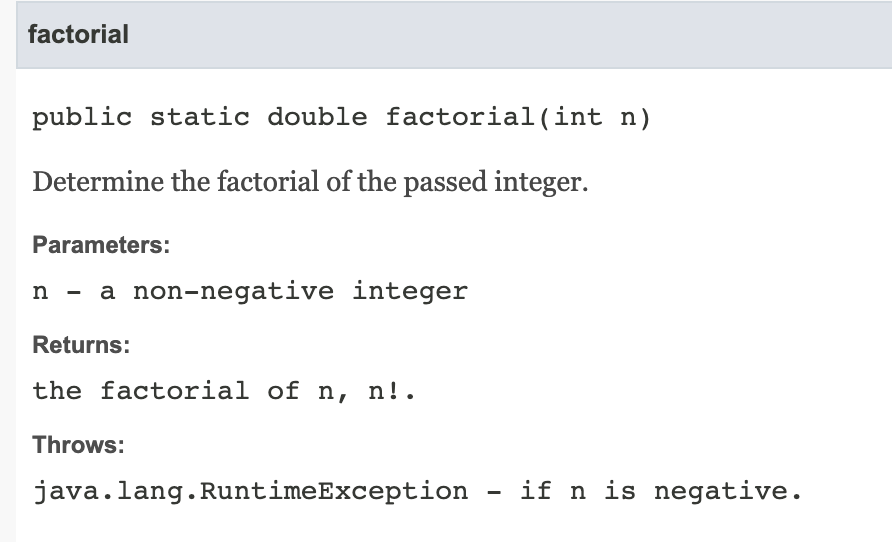 factorial
public static double factorial(int n)
Determine the factorial of the passed integer.
Parameters:
n - a non-negative integer
Returns:
the factorial of n, n!.
Throws:
java.lang.RuntimeException - if n is negative.